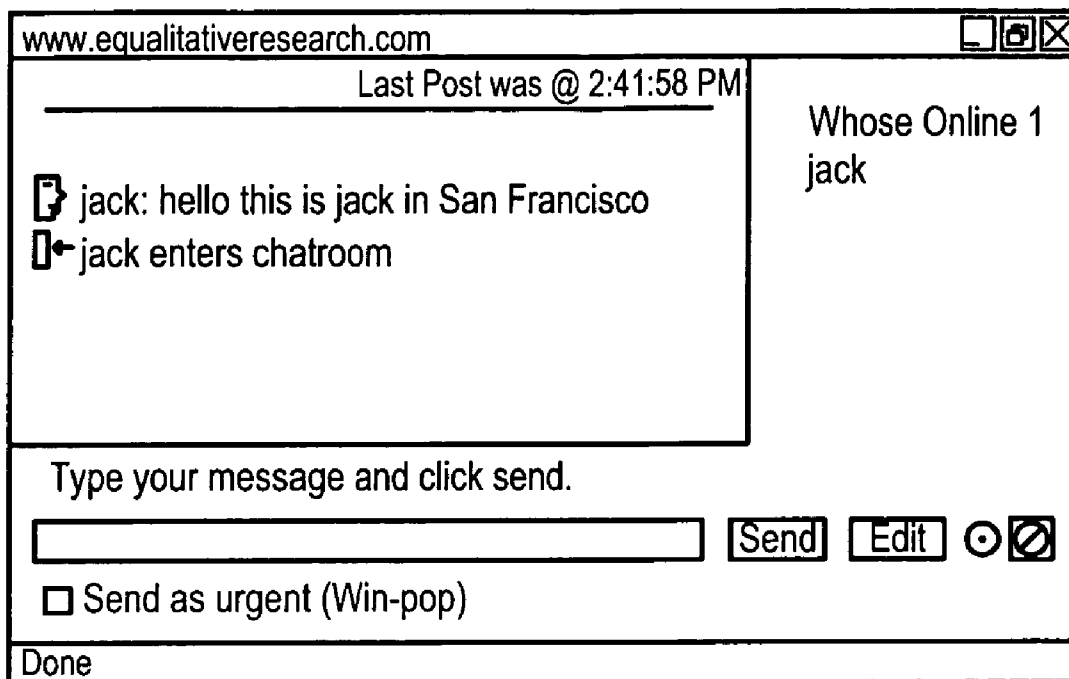 www.equalitativeresearch.com
Last Post was @ 2:41:58 PM
Whose Online 1
jack
jack: hello this is jack in San Francisco
jack enters chatroom
Type your message and click send.
Send Edit
Send as urgent (Win-pop)
Done